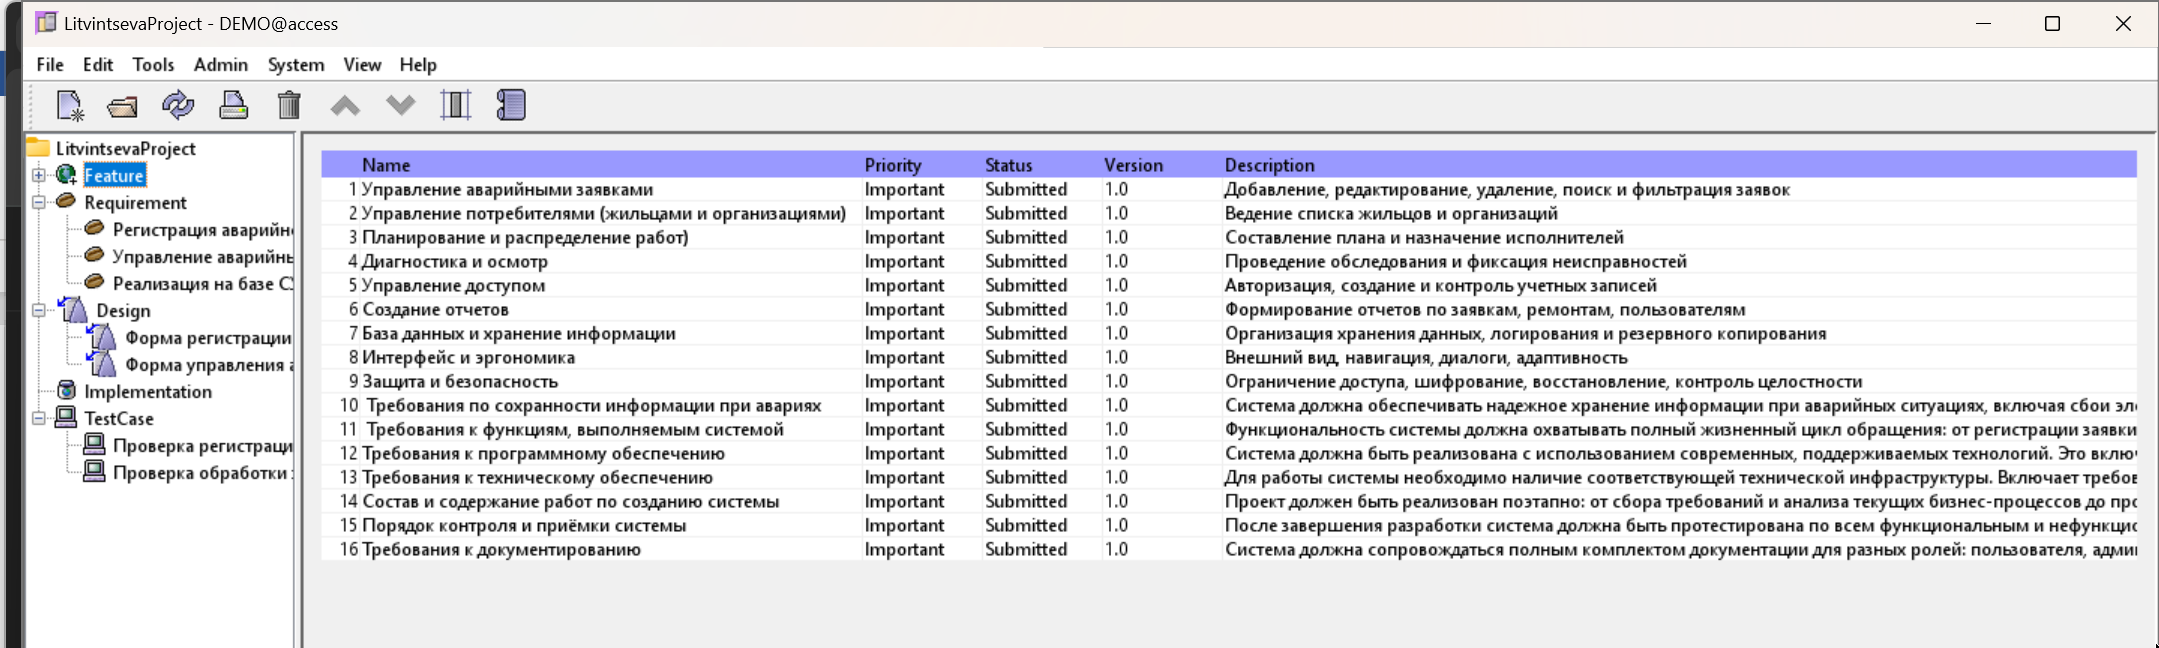 LitvintsevaProject - DEMO@access
File Edit Tools Admin System View Help
LitvintsevaProject
Feature
Requirement
Регистрация аварийн
Управление аварийнь
Реализация на базе
Design
Форма регистрации
Форма управления
Implementation
TestCase
Проверка регистраци
Проверка обработки
Name Priority Status Version Description
1 Управление аварийными заявками Important Submitted 1.0 Добавление, редактирование, удаление, поиск и фильтрация заявок
2 Управление потребителями (жильцами и организациями) Important Submitted 1.0 Ведение списка жильцов и организаций
3 Планирование и распределение работ) Important Submitted 1.0 Составление плана и назначение исполнителей
4 Диагностика и осмотр Important Submitted 1.0 Проведение обследования и фиксация неисправностей
5 Управление доступом Important Submitted 1.0 Авторизация, создание и контроль учетных записей
6 Создание отчетов Important Submitted 1.0 Формирование отчетов по заявкам, ремонтам, пользователям
7 База данных и хранение информации Important Submitted 1.0 Организация хранения данных, логирования и резервного копирования
8 Интерфейс и эргономика Important Submitted 1.0 Внешний вид, навигация, диалоги, адаптивность
9 Защита и безопасность Important Submitted 1.0 Ограничение доступа, шифрование, восстановление, контроль целостности
10 Требования по сохранности информации при авариях Important Submitted 1.0 Система должна обеспечивать надежное хранение информации при аварийных ситуациях, включая сбои эл
11 Требования к функциям, выполняемым системой Important Submitted 1.0 Функциональность системы должна охватывать полный жизненный цикл обращения: от регистрации заявки
12 Требования к программному обеспечению Important Submitted 1.0 Система должна быть реализована с использованием современных, поддерживаемых технологий. Это вклю
13 Требования к техническому обеспечению Important Submitted 1.0 Для работы системы необходимо наличие соответствующей технической инфраструктуры. Включает требов
14 Состав и содержание работ по созданию системы Important Submitted 1.0 Проект должен быть реализован поэтапно: от сбора требований и анализа текущих бизнес-процессов до про
15 Порядок контроля и приёмки системы Important Submitted 1.0 После завершения разработки система должна быть протестирована по всем функциональным и нефункцио
16 Требования к документированию Important Submitted 1.0 Система должна сопровождаться полным комплектом документации для разных ролей: пользователя, адми